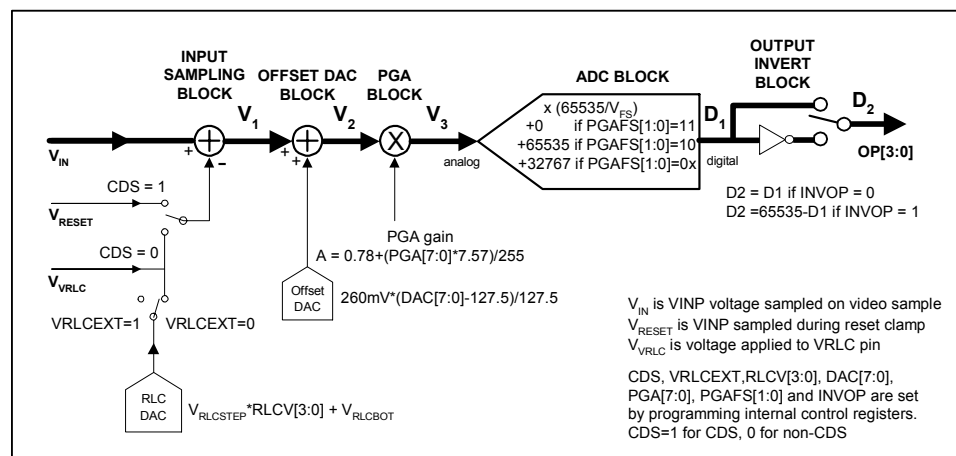 INPUT
SAMPLING
BLOCK
OFFSET DAC
BLOCK
PGA
BLOCK
ADC BLOCK
OUTPUT
INVERT
BLOCK
V1
V2
V3
x (65535/VFS)
+0 if PGAFS[1:0]=11
+65535 if PGAFS[1:0]=10
+32767 if PGAFS[1:0]=0x
D1
D2
+
+
X
VIN
+
–
+
+
analog
digital
OP[3:0]
D2 = D1 if INVOP = 0
D2 =65535-D1 if INVOP = 1
CDS = 1
VRESET
CDS = 0
VVRLC
VRLCEXT=1
VRLCEXT=0
PGA gain
A = 0.78+(PGA[7:0]*7.57)/255
Offset
DAC
260mV*(DAC[7:0]-127.5)/127.5
RLC
DAC
VRLCSTEP*RLCV[3:0] + VRLCBOT
VIN is VINP voltage sampled on video sample
VRESET is VINP sampled during reset clamp
VVRLC is voltage applied to VRLC pin
CDS, VRLCEXT,RLCV[3:0], DAC[7:0],
PGA[7:0], PGAFS[1:0] and INVOP are set
by programming internal control registers.
CDS=1 for CDS, 0 for non-CDS